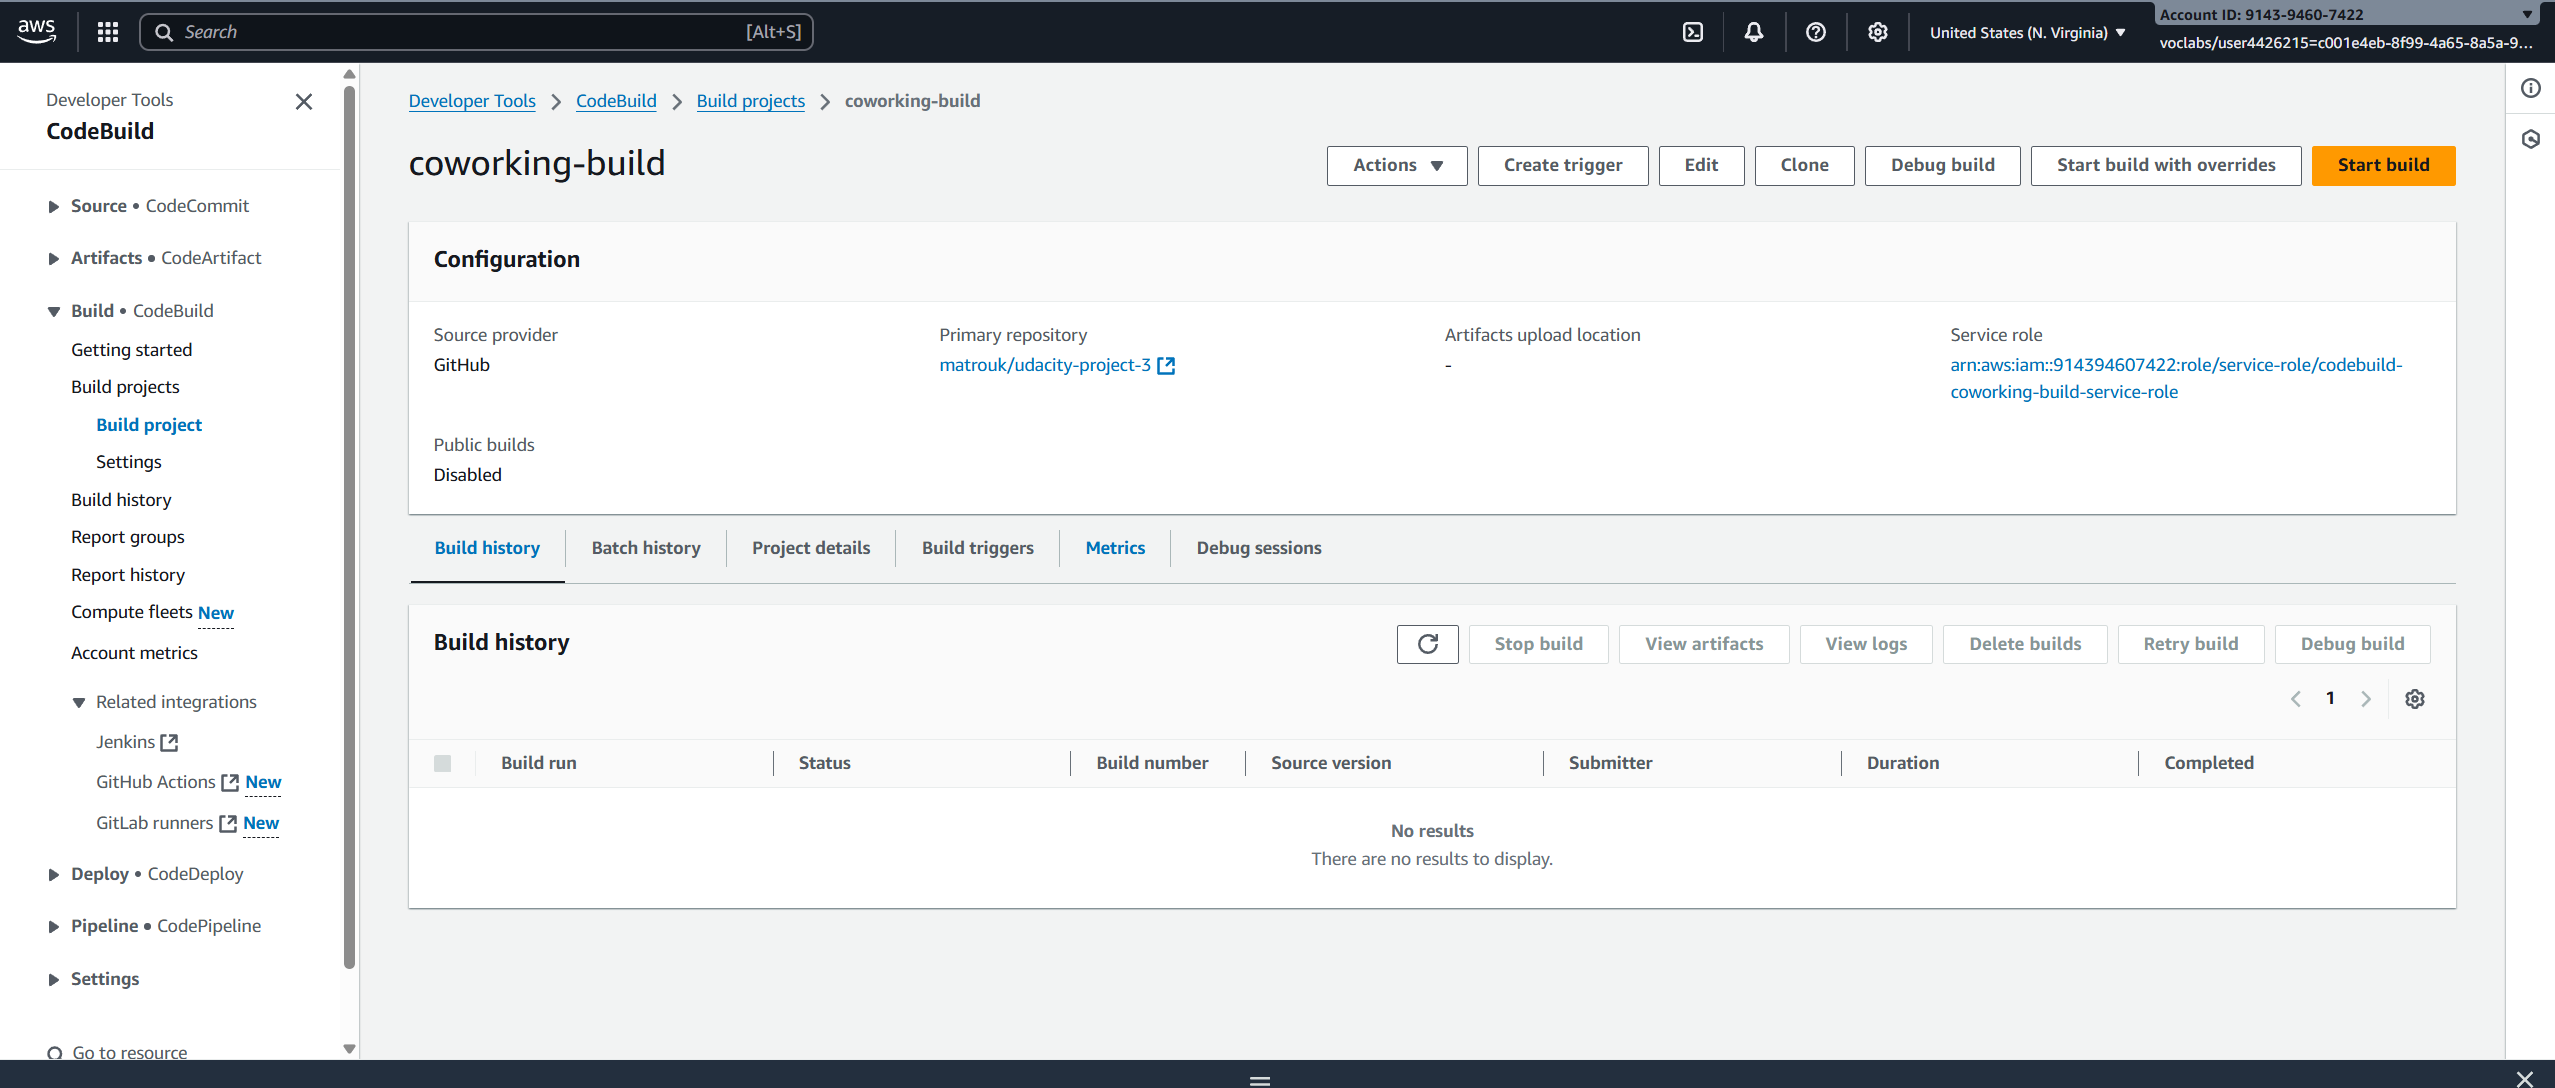 aws
Search
[Alt+S]
United States (N. Virginia)
Account ID: 9143-9460-7422
voclabs/user4426215=c001e4eb-8f99-4a65-8a5a-9...
Developer Tools
CodeBuild
Source • CodeCommit
Artifacts • CodeArtifact
Build • CodeBuild
Getting started
Build projects
Build project
Settings
Build history
Report groups
Report history
Compute fleets New
Account metrics
Related integrations
Jenkins
GitHub Actions New
GitLab runners New
Deploy • CodeDeploy
Pipeline • CodePipeline
Settings
Go to resource
Developer Tools > CodeBuild > Build projects > coworking-build
coworking-build
Actions
Create trigger
Edit
Clone
Debug build
Start build with overrides
Start build
Configuration
Source provider
GitHub
Primary repository
matrouk/udacity-project-3
Artifacts upload location
-
Service role
arn:aws:iam::914394607422:role/service-role/codebuild-
coworking-build-service-role
Public builds
Disabled
Build history
Batch history
Project details
Build triggers
Metrics
Debug sessions
Build history
Stop build
View artifacts
View logs
Delete builds
Retry build
Debug build
1
Build run
Status
Build number
Source version
Submitter
Duration
Completed
No results
There are no results to display.